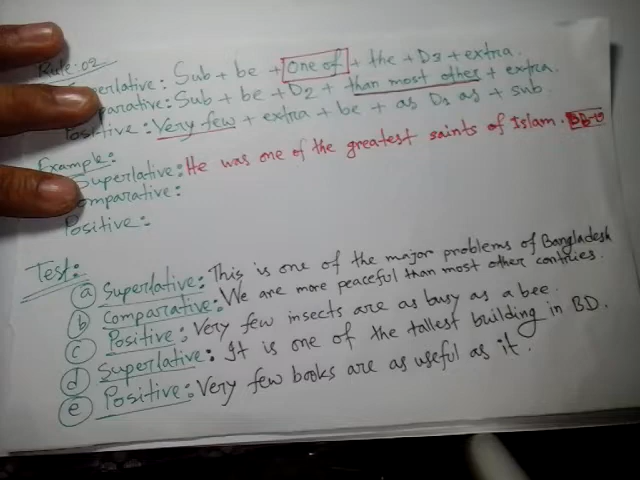 Rule:02
Superlative: Sub + be + one of + the + D3 + extra.
Comparative: Sub + be + D2 + than most other + extra.
Positive: Very few + extra + be + as D1 as + sub.
Example:
Superlative: He was one of the greatest saints of Islam.
Comparative:
Positive:
Test:
a Superlative: This is one of the major problems of Bangladesh
b Comparative: We are more peaceful than most other contries.
c Positive: Very few insects are as busy as a bee.
d Superlative: It is one of the tallest building in BD.
e Positive: Very few books are as useful as it.